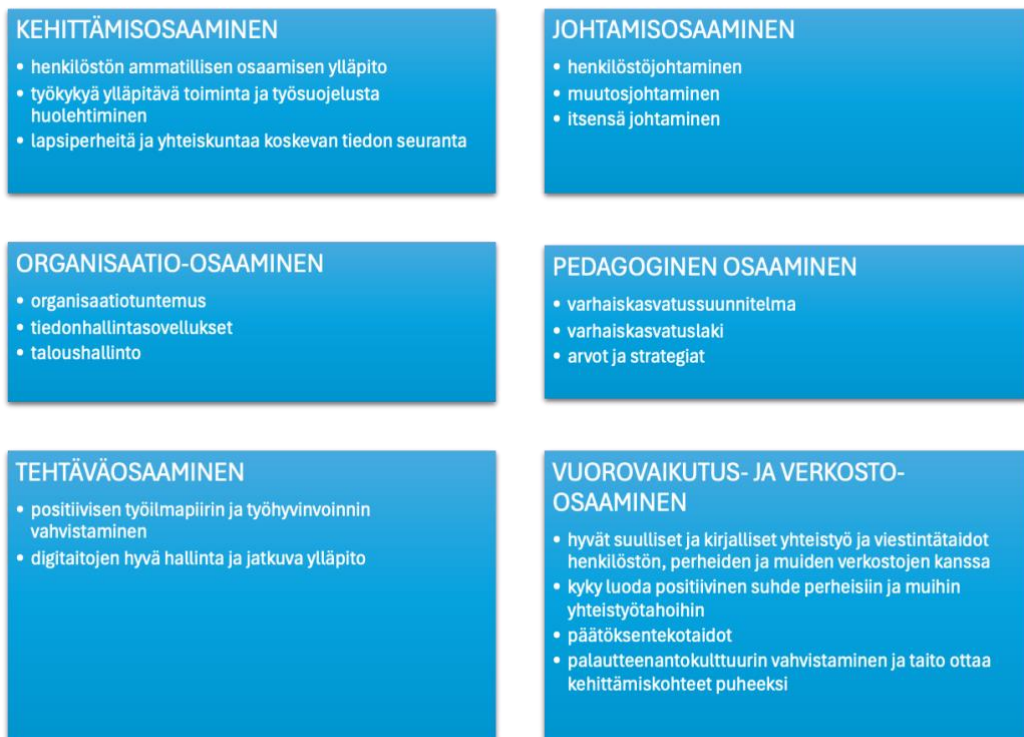 KEHITTÄMISOSAAMINEN
• henkilöstön ammatillisen osaamisen ylläpito
• työkykyä ylläpitävä toiminta ja työsuojelusta
huolehtiminen
• lapsiperheitä ja yhteiskuntaa koskevan tiedon seuranta
JOHTAMISOSAAMINEN
• henkilöstöjohtaminen
• muutosjohtaminen
• itsensä johtaminen
ORGANISAATIO-OSAAMINEN
• organisaatiotuntemus
• tiedonhallintasovellukset
• taloushallinto
PEDAGOGINEN OSAAMINEN
• varhaiskasvatussuunnitelma
• varhaiskasvatuslaki
• arvot ja strategiat
TEHTÄVÄOSAAMINEN
• positiivisen työilmapiirin ja työhyvinvoinnin
vahvistaminen
• digitaitojen hyvä hallinta ja jatkuva ylläpito
VUOROVAIKUTUS- JA VERKOSTO-
OSAAMINEN
• hyvät suulliset ja kirjalliset yhteistyö ja viestintätaidot
henkilöstön, perheiden ja muiden verkostojen kanssa
• kyky luoda positiivinen suhde perheisiin ja muihin
yhteistyötahoihin
• päätöksentekotaidot
• palautteenantokulttuurin vahvistaminen ja taito ottaa
kehittämiskohteet puheeksi